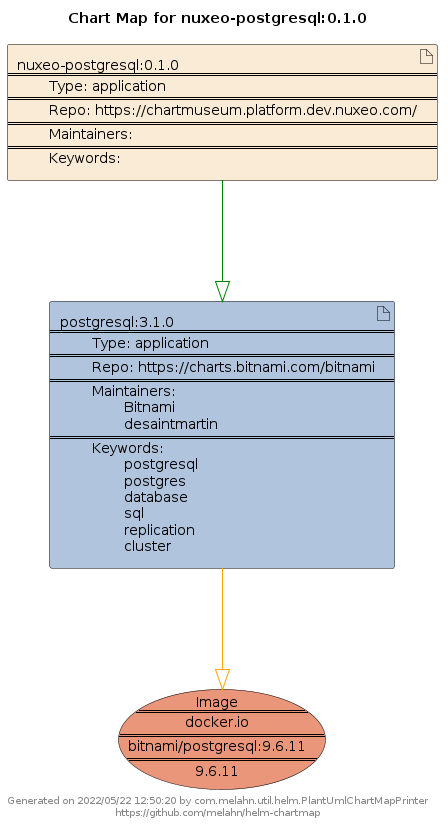 Chart Map for nuxeo-postgresql:0.1.0
nuxeo-postgresql:0.1.0
Type: application
Repo: https://chartmuseum.platform.dev.nuxeo.com/
Maintainers:
Keywords:
postgresql:3.1.0
Type: application
Repo: https://charts.bitnami.com/bitnami
Maintainers:
Bitnami
desaintmartin
Keywords:
postgresql
postgres
database
sql
replication
cluster
Image
docker.io
bitnami/postgresql:9.6.11
9.6.11
Generated on 2022/05/22 12:50:20 by com.melahn.util.helm.PlantUmlChartMapPrinter
https://github.com/melahn/helm-chartmap